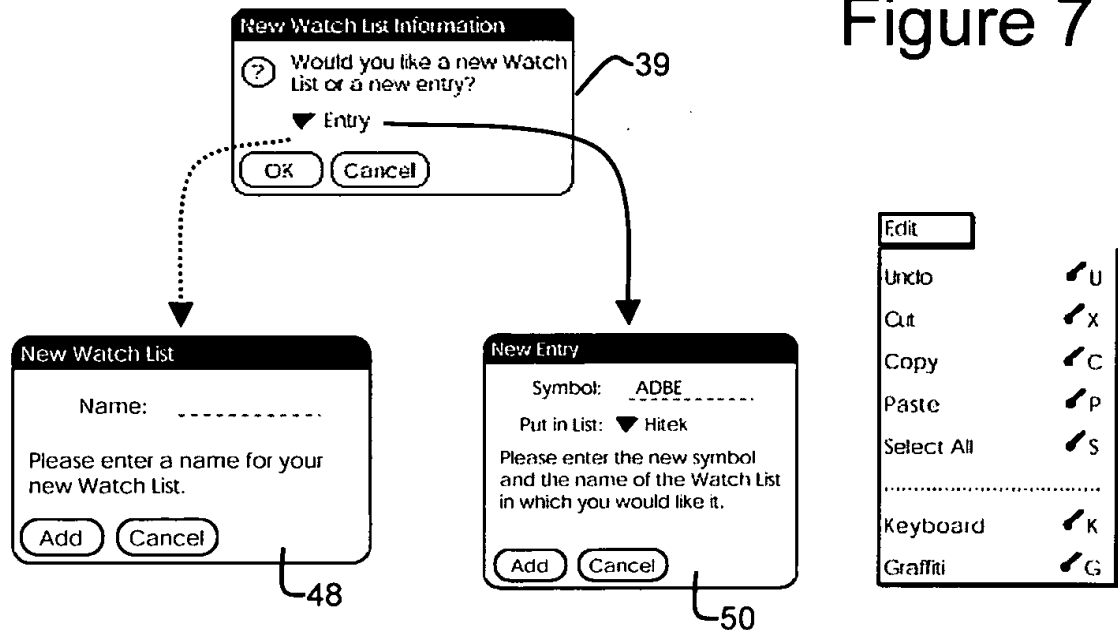 Figure 7
New Watch List Information
? Would you like a new Watch
List or a new entry?
Entry
OK Cancel
39
New Watch List
Name:
Please enter a name for your
new Watch List.
Add Cancel
48
New Entry
Symbol: ADBE
Put in List: Hitek
Please enter the new symbol
and the name of the Watch List
in which you would like it.
Add Cancel
50
Edit
Undo U
Cut X
Copy C
Paste P
Select All S
Keyboard K
Graffiti G